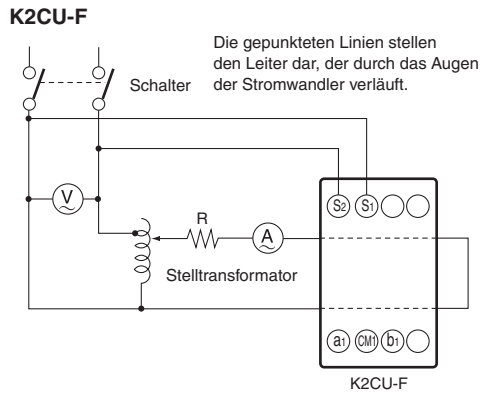 K2CU-F
Die gepunkteten Linien stellen
den Leiter dar, der durch das Augen
der Stromwandler verläuft.
Schalter
V
S2 S1
R
A
Stelltransformator
a1 CM1 b1
K2CU-F